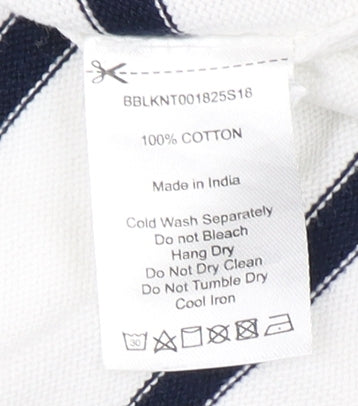 BBLKNT001825S18
100% COTTON
Made in India
Cold Wash Separately
Do not Bleach
Hang Dry
Do Not Dry Clean
Do Not Tumble Dry
Cool Iron
30